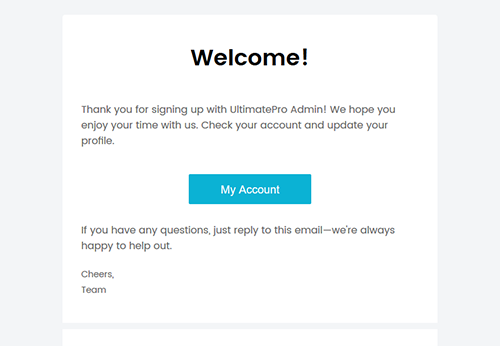 Welcome!
Thank you for signing up with UltimatePro Admin! We hope you
enjoy your time with us. Check your account and update your
profile.
My Account
If you have any questions, just reply to this email—we're always
happy to help out.
Cheers,
Team